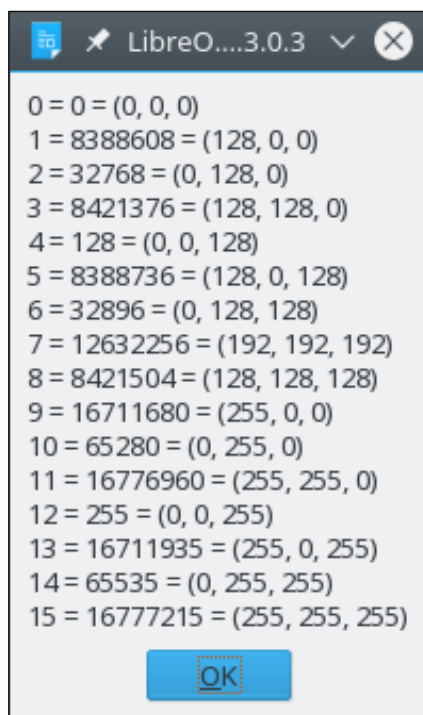 LibreO....3.0.3
0 = 0 = (0, 0, 0)
1 = 8388608 = (128, 0, 0)
2 = 32768 = (0, 128, 0)
3 = 8421376 = (128, 128, 0)
4 = 128 = (0, 0, 128)
5 = 8388736 = (128, 0, 128)
6 = 32896 = (0, 128, 128)
7 = 12632256 = (192, 192, 192)
8 = 8421504 = (128, 128, 128)
9 = 16711680 = (255, 0, 0)
10 = 65280 = (0, 255, 0)
11 = 16776960 = (255, 255, 0)
12 = 255 = (0, 0, 255)
13 = 16711935 = (255, 0, 255)
14 = 65535 = (0, 255, 255)
15 = 16777215 = (255, 255, 255)
OK